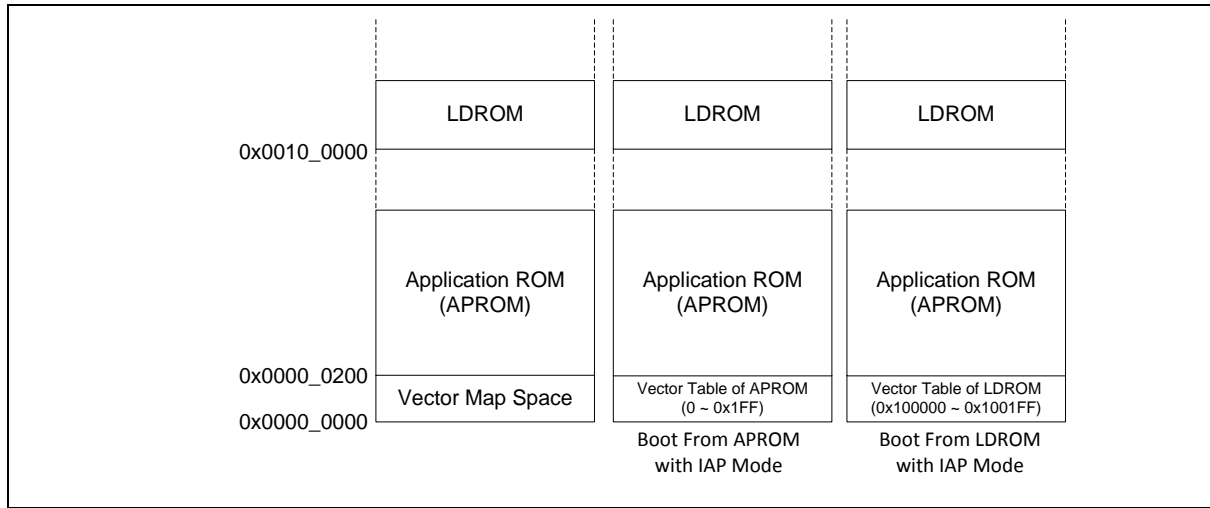 LDROM
LDROM
LDROM
0x0010_0000
Application ROM
(APROM)
Application ROM
(APROM)
Application ROM
(APROM)
0x0000_0200
Vector Map Space
Vector Table of APROM
(0 ~ 0x1FF)
Vector Table of LDROM
(0x100000 ~ 0x1001FF)
0x0000_0000
Boot From APROM
with IAP Mode
Boot From LDROM
with IAP Mode